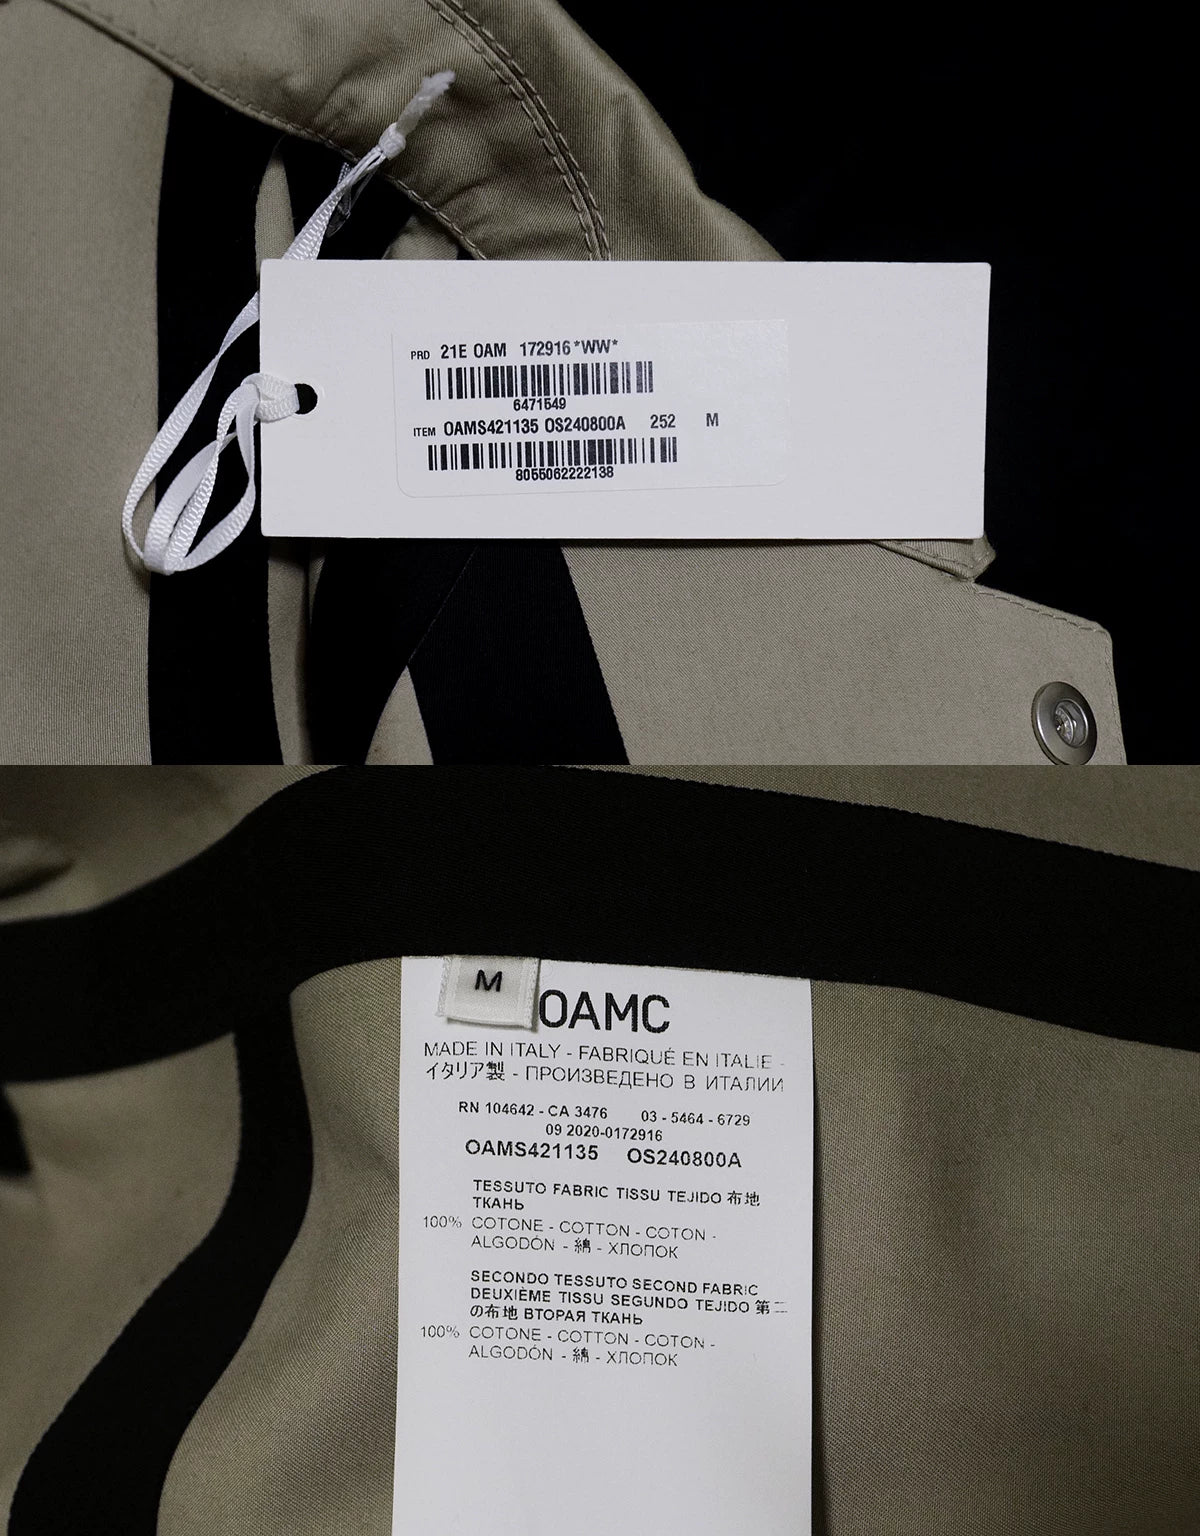 PRD 21E OAM 172916*WW*
6471549
ITEM OAMS421135 OS240800A 252 M
8055062222138
M
OAMC
MADE IN ITALY - FABRIQUÉ EN ITALIE -
イタリア製 - ПРОИЗВЕДЕНО В ИТАЛИИ
RN 104642 - CA 3476 03 - 5464 - 6729
09 2020-0172916
OAMS421135 OS240800A
TESSUTO FABRIC TISSU TEJIDO 布地
ТКАНЬ
100% COTONE - COTTON - COTON -
ALGODÓN - 綿 - ХЛОПОК
SECONDO TESSUTO SECOND FABRIC
DEUXIÈME TISSU SEGUNDO TEJIDO 第二
の布地 ВТОРАЯ ТКАНЬ
100% COTONE - COTTON - COTON -
ALGODÓN - 綿 - ХЛОПОК